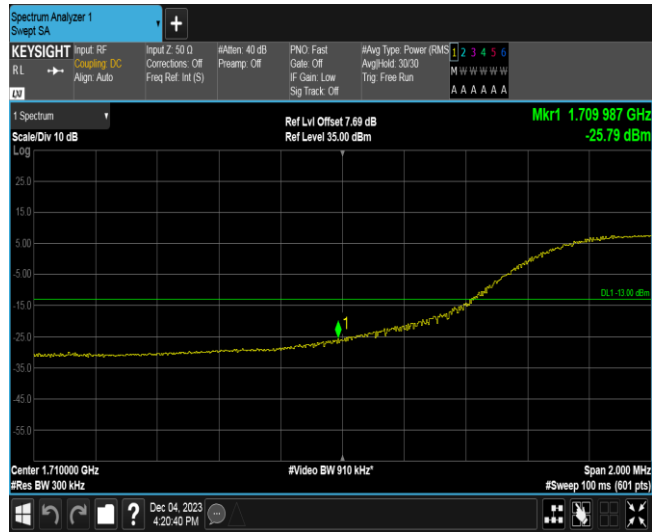 Spectrum Analyzer 1
Swept SA
+
KEYSIGHT Input: RF Input Z: 50 Ω #Atten: 40 dB PNO: Fast #Avg Type: Power (RMS 1 2 3 4 5 6
RL Coupling: DC Corrections: Off Preamp: Off Gate: Off Avg|Hold: 30/30 M W W W W W
Align: Auto Freq Ref: Int (S) IF Gain: Low Trig: Free Run
LXI Sig Track: Off A A A A A A
1 Spectrum Ref Lvl Offset 7.69 dB Mkr1 1.709 987 GHz
Scale/Div 10 dB Ref Level 35.00 dBm -25.79 dBm
Log
25.0
15.0
5.00
-5.00
DL1 -13.00 dBm
-15.0
1
-25.0
-35.0
-45.0
-55.0
Center 1.710000 GHz #Video BW 910 kHz* Span 2.000 MHz
#Res BW 300 kHz #Sweep 100 ms (601 pts)
? Dec 04, 2023
4:20:40 PM